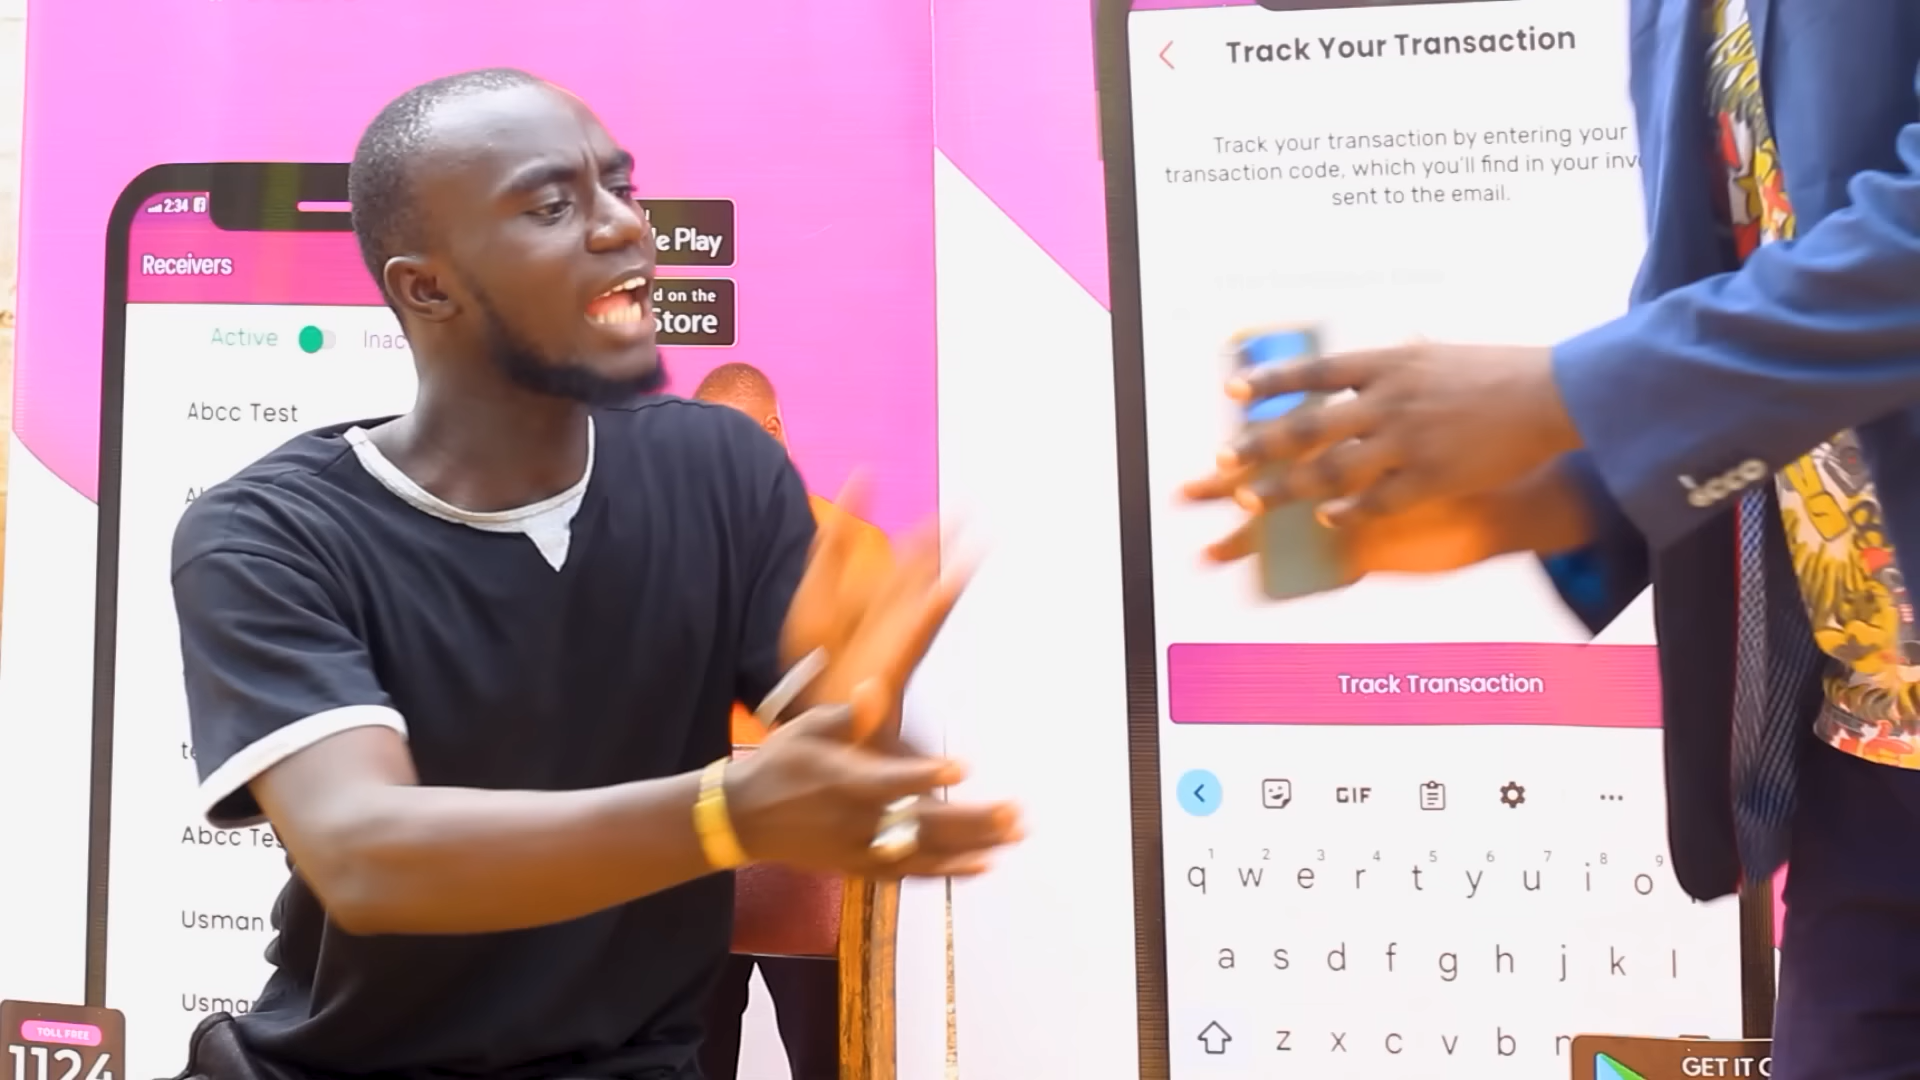 2:34
Receivers
Active Inac
Abcc Test
Abcc Tes
Usman
Usmar
le Play
d on the
Store
TOLL FREE
1124
Track Your Transaction
Track your transaction by entering your
transaction code, which you'll find in your inv
sent to the email.
Track Transaction
GIF
1 2 3 4 5 6 7 8 9
q w e r t y u i o
a s d f g h j k l
z x c v b n
GET IT O